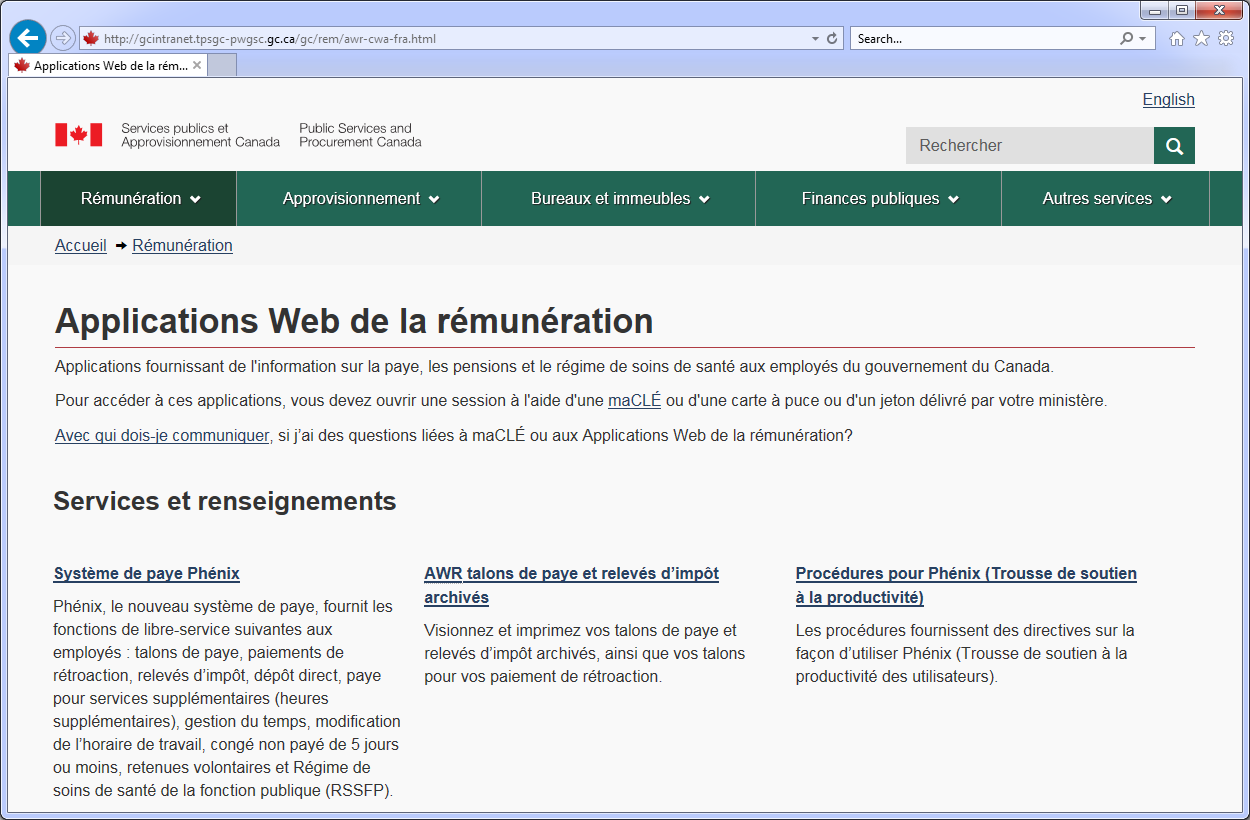 http://gcintranet.tpsgc-pwgsc.gc.ca/gc/rem/awr-cwa-fra.html
Search...
Applications Web de la rém...
English
Services publics et
Approvisionnement Canada
Public Services and
Procurement Canada
Rechercher
Rémunération
Approvisionnement
Bureaux et immeubles
Finances publiques
Autres services
Accueil
Rémunération
Applications Web de la rémunération
Applications fournissant de l'information sur la paye, les pensions et le régime de soins de santé aux employés du gouvernement du Canada.
Pour accéder à ces applications, vous devez ouvrir une session à l'aide d'une maCLÉ ou d'une carte à puce ou d'un jeton délivré par votre ministère.
Avec qui dois-je communiquer, si j’ai des questions liées à maCLÉ ou aux Applications Web de la rémunération?
Services et renseignements
Système de paye Phénix
Phénix, le nouveau système de paye, fournit les
fonctions de libre-service suivantes aux
employés : talons de paye, paiements de
rétroaction, relevés d’impôt, dépôt direct, paye
pour services supplémentaires (heures
supplémentaires), gestion du temps, modification
de l’horaire de travail, congé non payé de 5 jours
ou moins, retenues volontaires et Régime de
soins de santé de la fonction publique (RSSFP).
AWR talons de paye et relevés d’impôt
archivés
Visionnez et imprimez vos talons de paye et
relevés d’impôt archivés, ainsi que vos talons
pour vos paiement de rétroaction.
Procédures pour Phénix (Trousse de soutien
à la productivité)
Les procédures fournissent des directives sur la
façon d’utiliser Phénix (Trousse de soutien à la
productivité des utilisateurs).